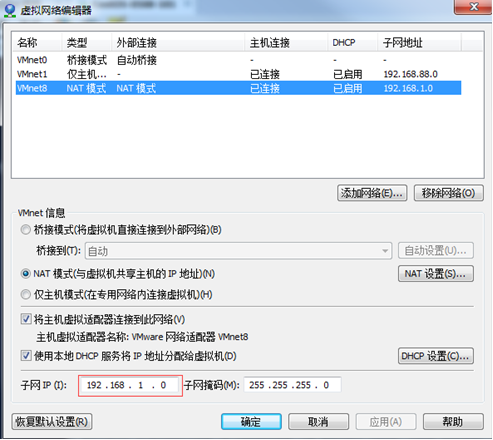 虚拟网络编辑器
名称 类型 外部连接 主机连接 DHCP 子网地址
VMnet0 桥接模式 自动桥接 - - -
VMnet1 仅主机... - 已连接 已启用 192.168.88.0
VMnet8 NAT 模式 NAT 模式 已连接 已启用 192.168.1.0
添加网络(E)... 移除网络(O)
VMnet 信息
桥接模式(将虚拟机直接连接到外部网络)(B)
桥接到(T): 自动 自动设置(U)...
NAT 模式(与虚拟机共享主机的 IP 地址)(N) NAT 设置(S)...
仅主机模式(在专用网络内连接虚拟机)(H)
将主机虚拟适配器连接到此网络(V)
主机虚拟适配器名称: VMware 网络适配器 VMnet8
使用本地 DHCP 服务将 IP 地址分配给虚拟机(D) DHCP 设置(C)...
子网 IP (I): 192 .168 . 1 . 0 子网掩码(M): 255 .255 .255 . 0
恢复默认设置(R) 确定 取消 应用(A) 帮助